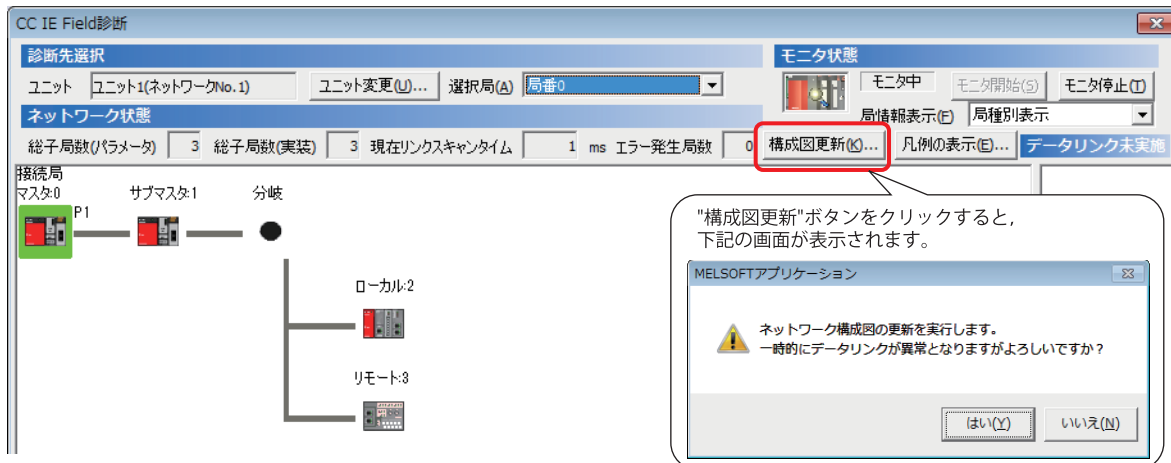 CC IE Field診断
診断先選択
モニタ状態
ユニット ユニット1(ネットワークNo.1) ユニット変更(U)... 選択局(A) 局番0
モニタ中 モニタ開始(S) モニタ停止(T)
局情報表示(F) 局種別表示
ネットワーク状態
総子局数(パラメータ) 3 総子局数(実装) 3 現在リンクスキャンタイム 1 ms エラー発生局数 0 構成図更新(K)... 凡例の表示(E)... データリンク未実施
接続局
マスタ:0 サブマスタ:1 分岐
P1
ローカル:2
リモート:3
"構成図更新"ボタンをクリックすると,
下記の画面が表示されます。
MELSOFTアプリケーション
ネットワーク構成図の更新を実行します。
一時的にデータリンクが異常となりますがよろしいですか？
はい(Y) いいえ(N)